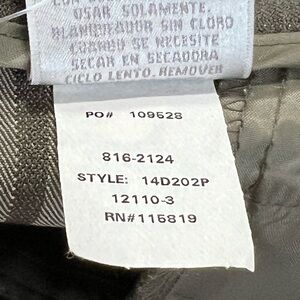 USAR SOLAMENTE.
BLANQUEADOR SIN CLORO
CUANDO SE NECESITE
SECAR EN SECADORA
CICLO LENTO. REMOVER
PO# 109528
816-2124
STYLE: 14D202P
12110-3
RN#115819